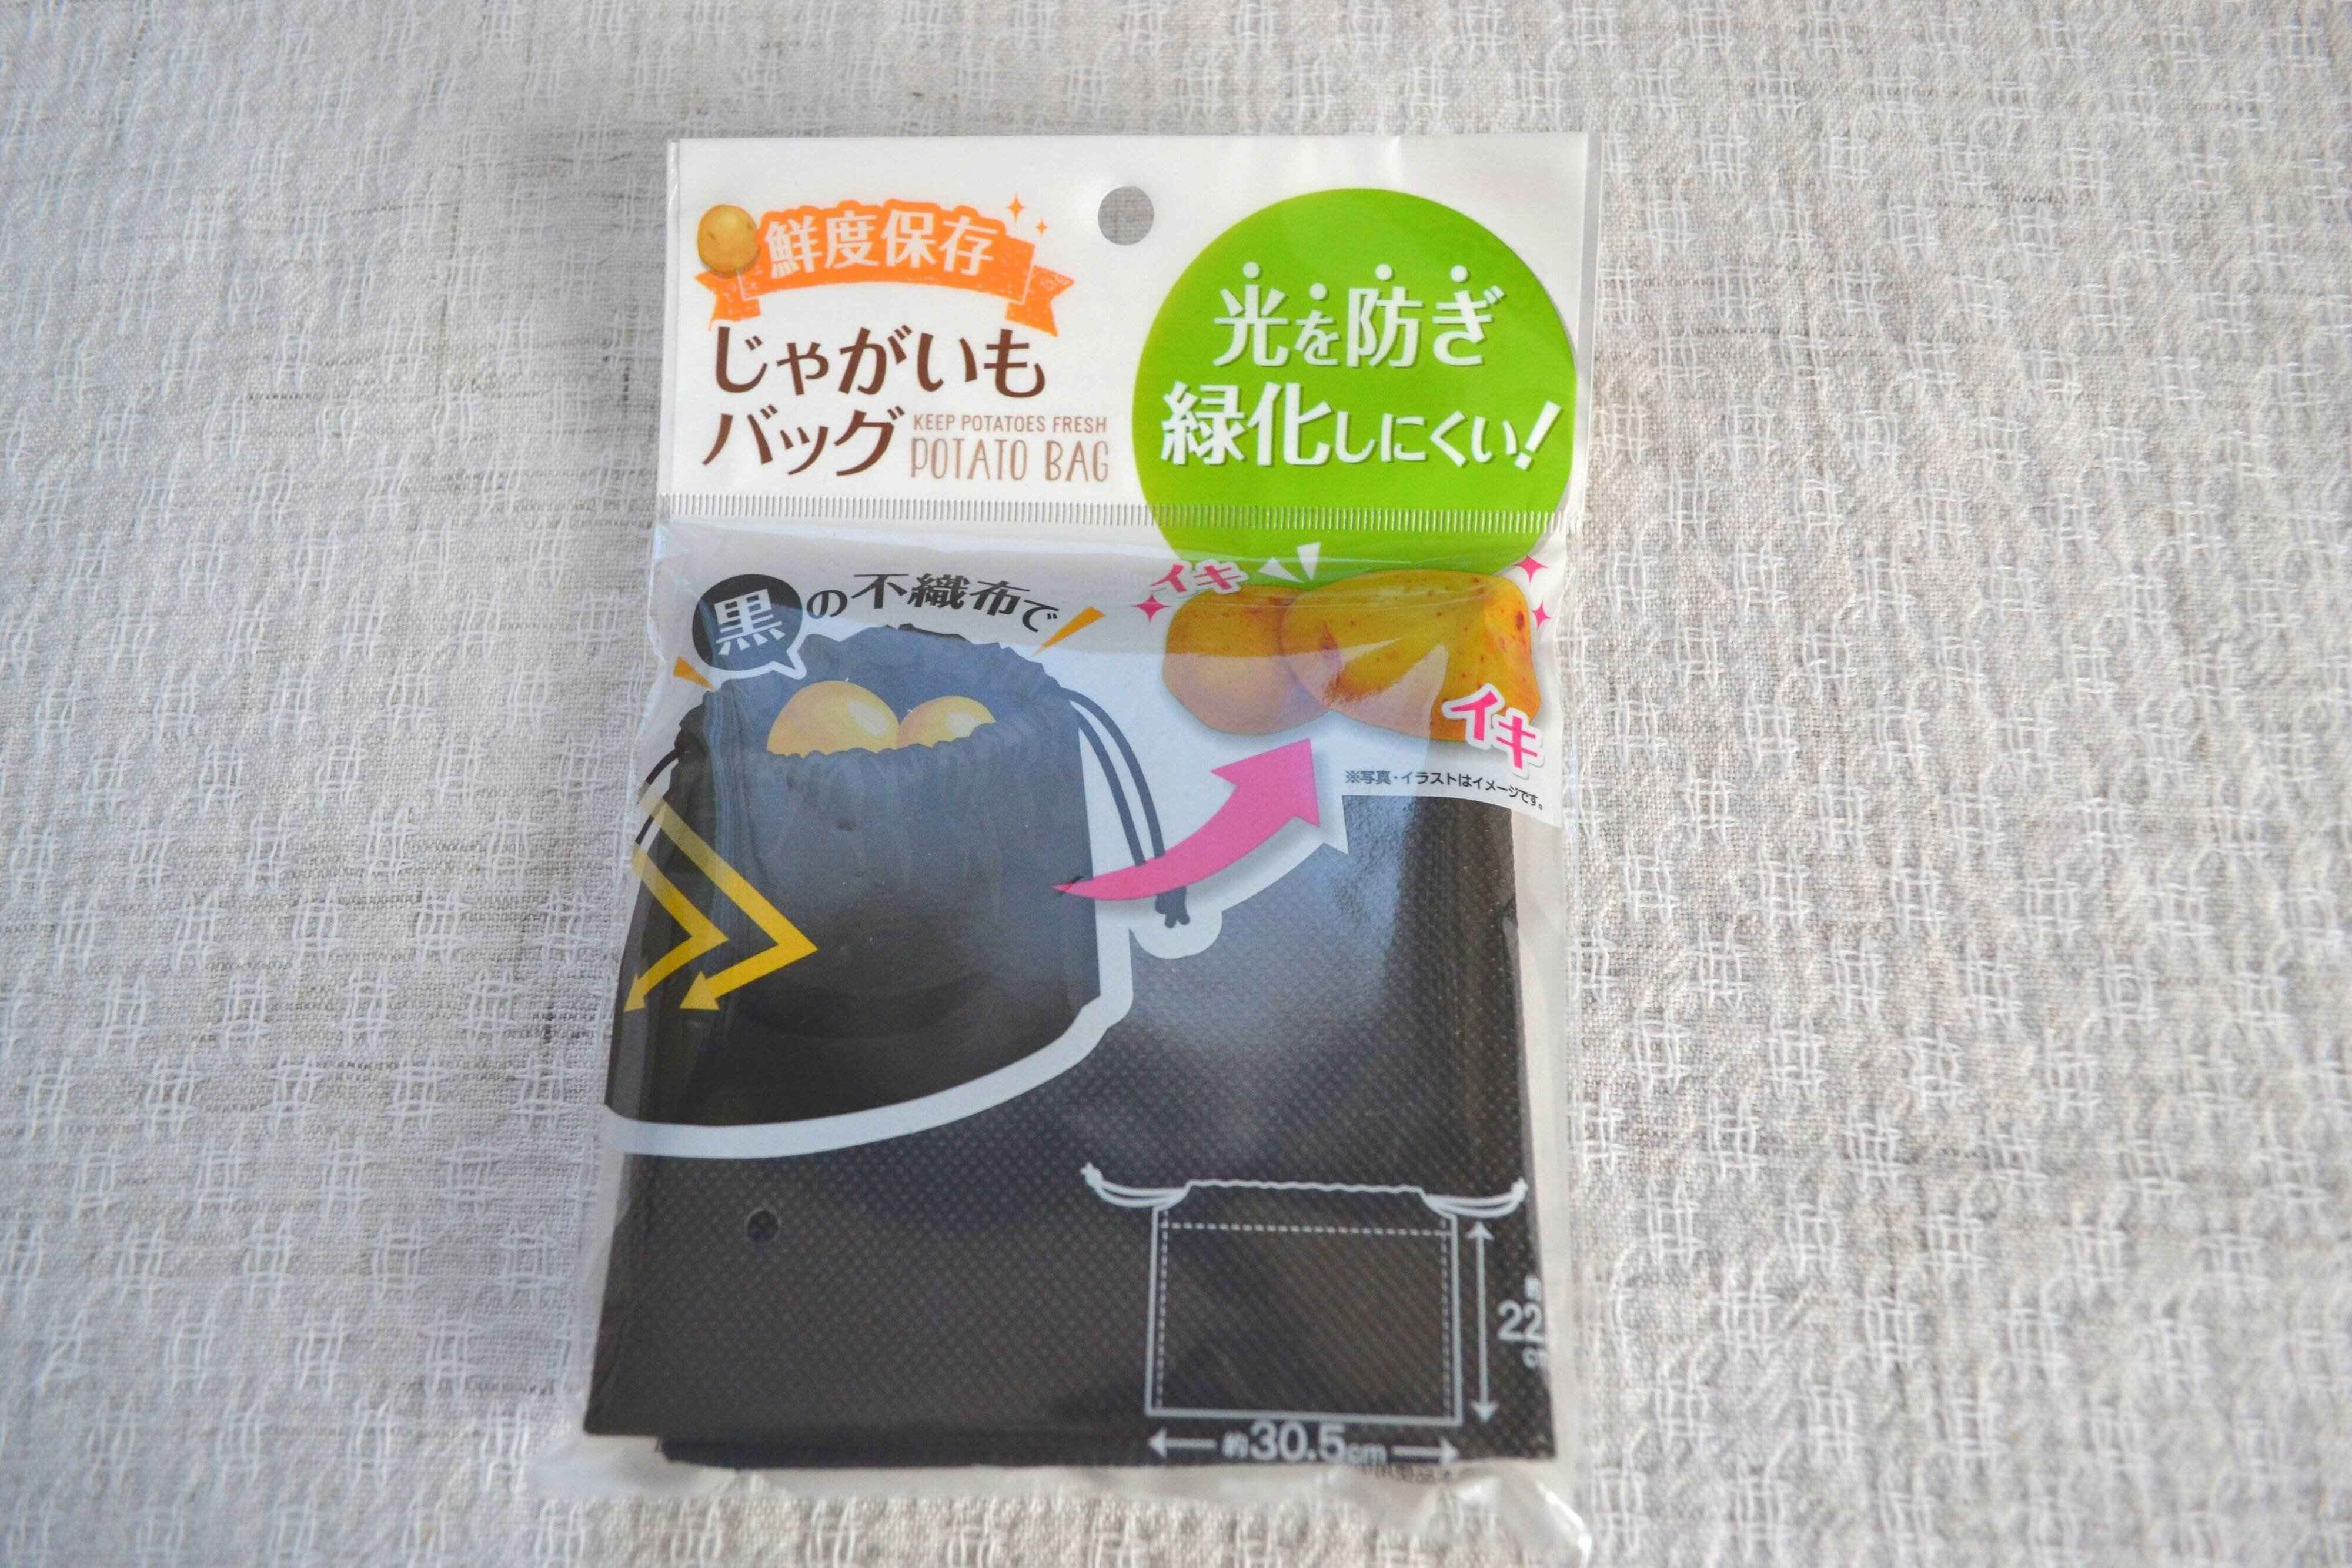 鮮度保存
じゃがいも
バッグ
KEEP POTATOES FRESH
POTATO BAG
光を防ぎ
緑化しにくい!
黒の不織布で
イキ
イキ
※写真・イラストはイメージです。
22
約30.5cm